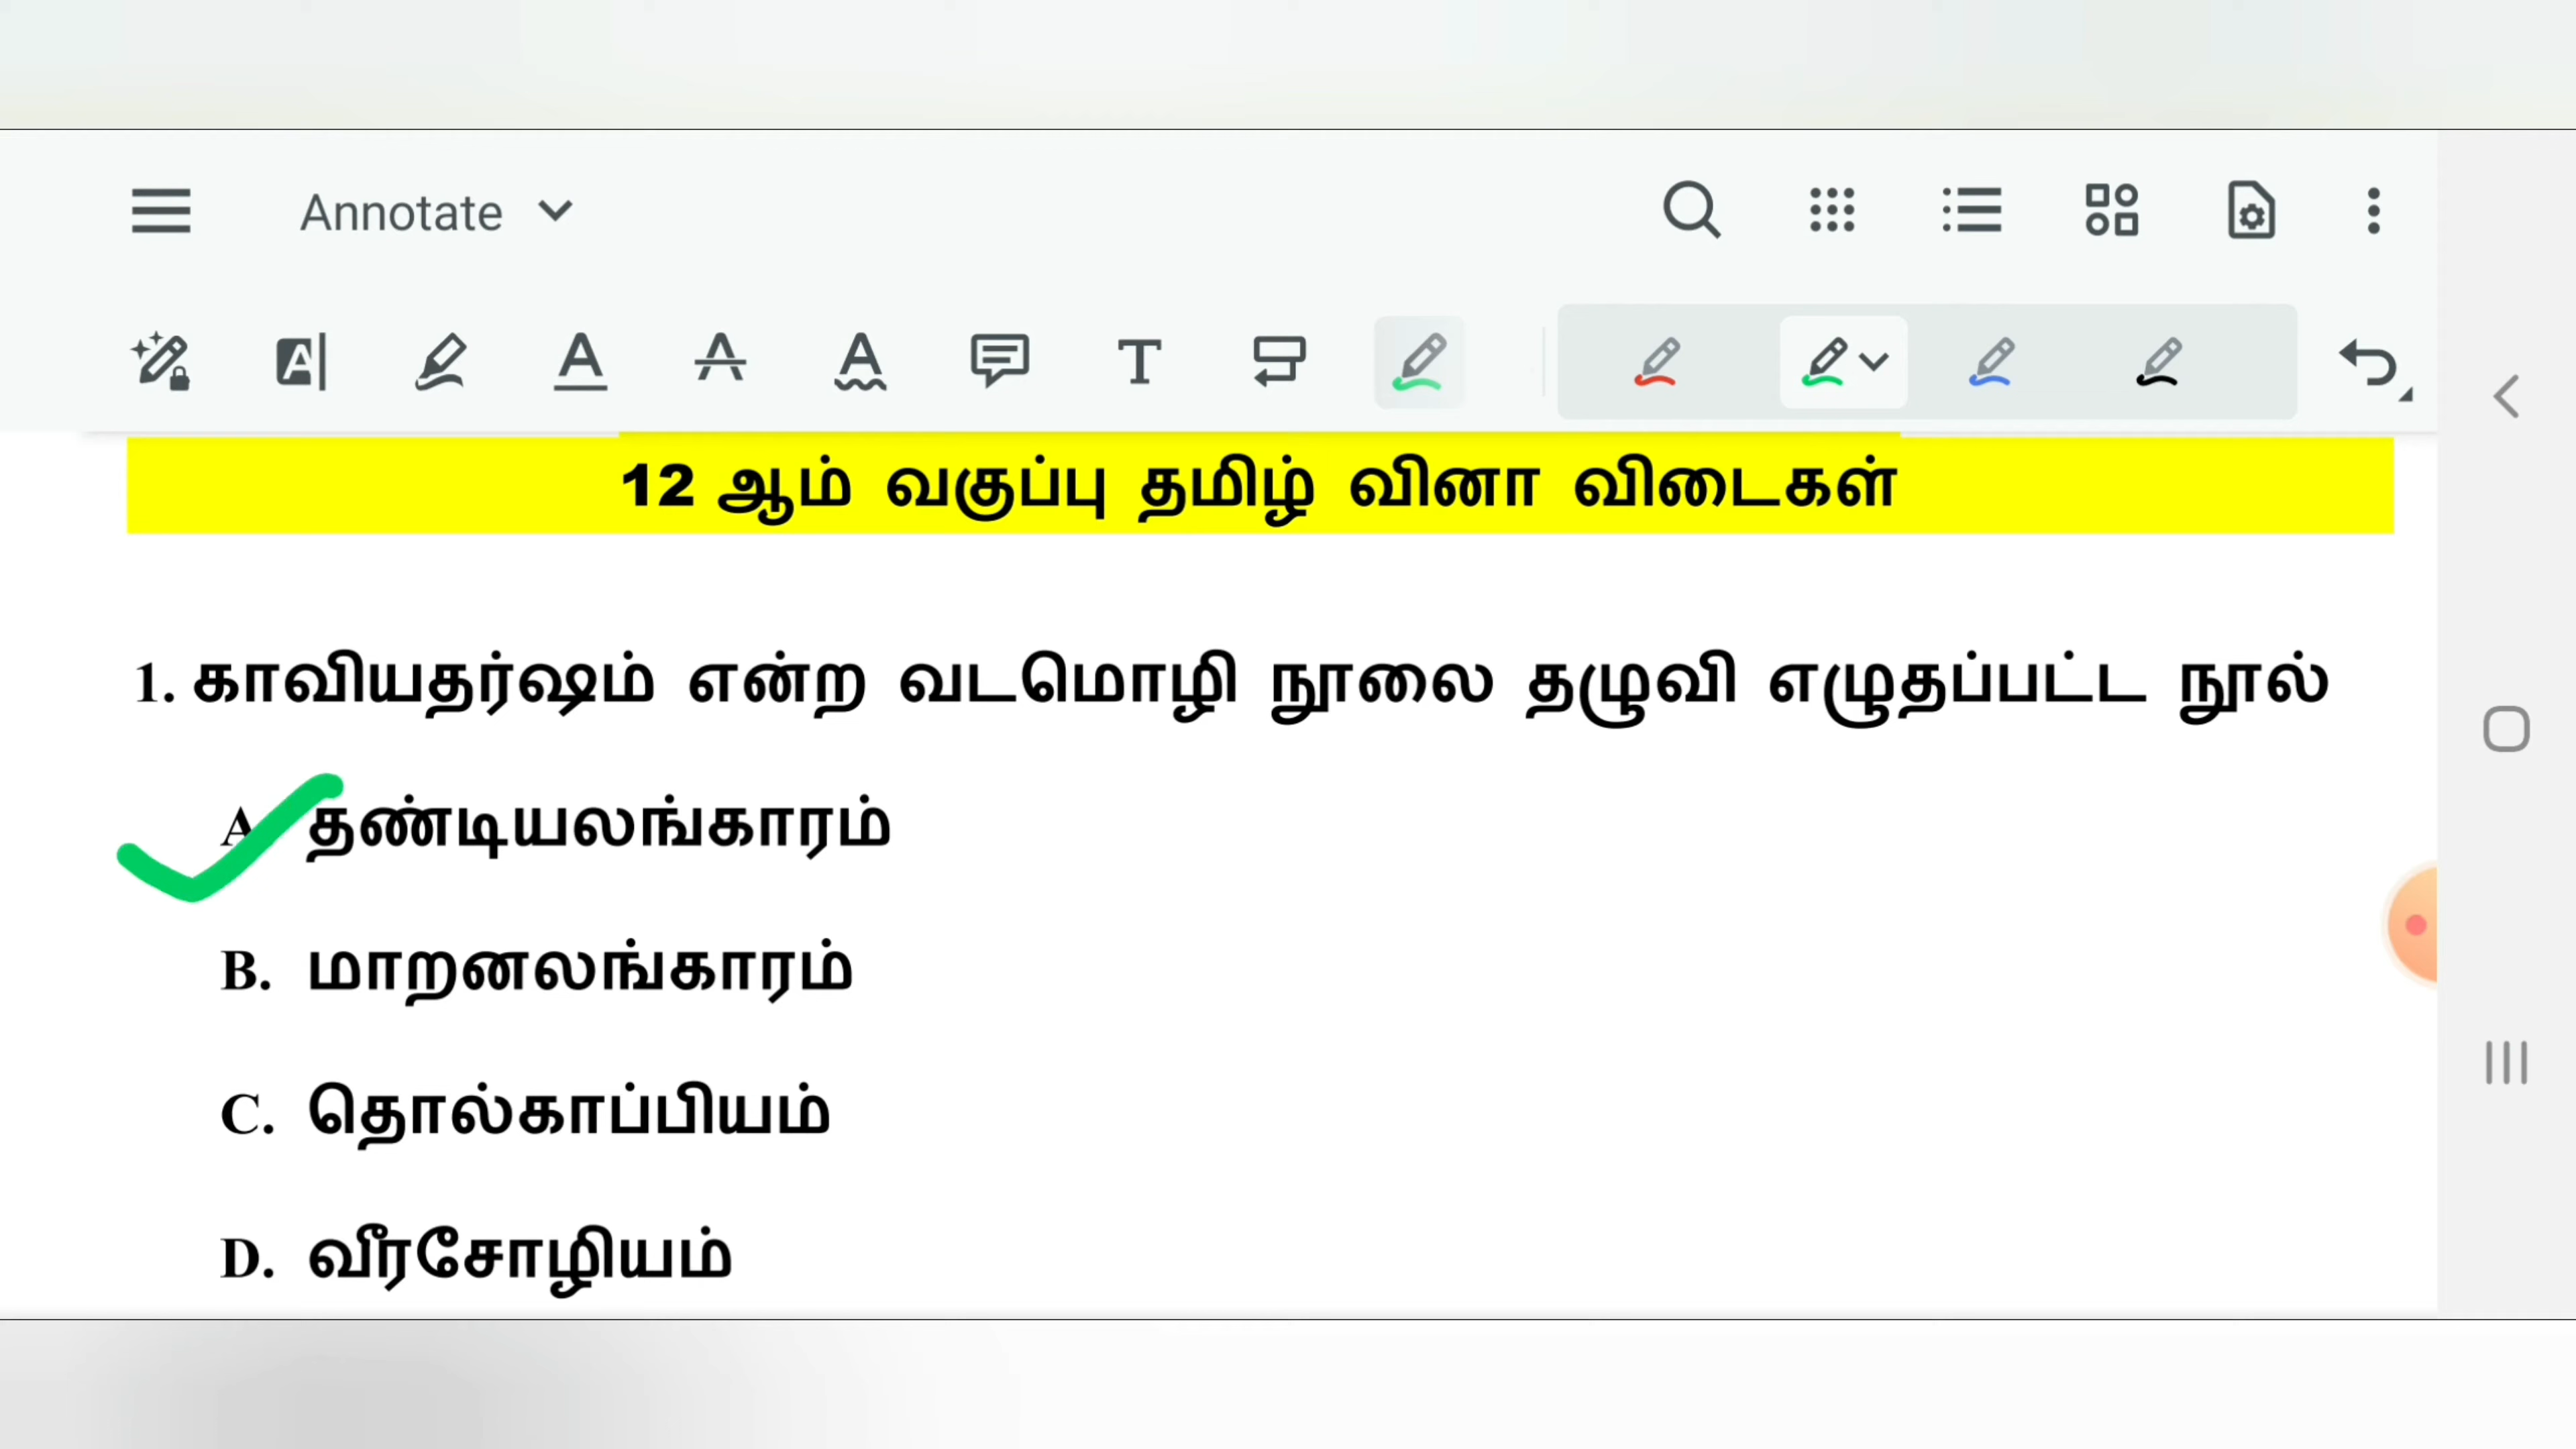 Annotate
12 ஆம் வகுப்பு தமிழ் வினா விடைகள்
1. காவியதர்ஷம் என்ற வடமொழி நூலை தழுவி எழுதப்பட்ட நூல்
A. தண்டியலங்காரம்
B. மாறனலங்காரம்
C. தொல்காப்பியம்
D. வீரசோழியம்